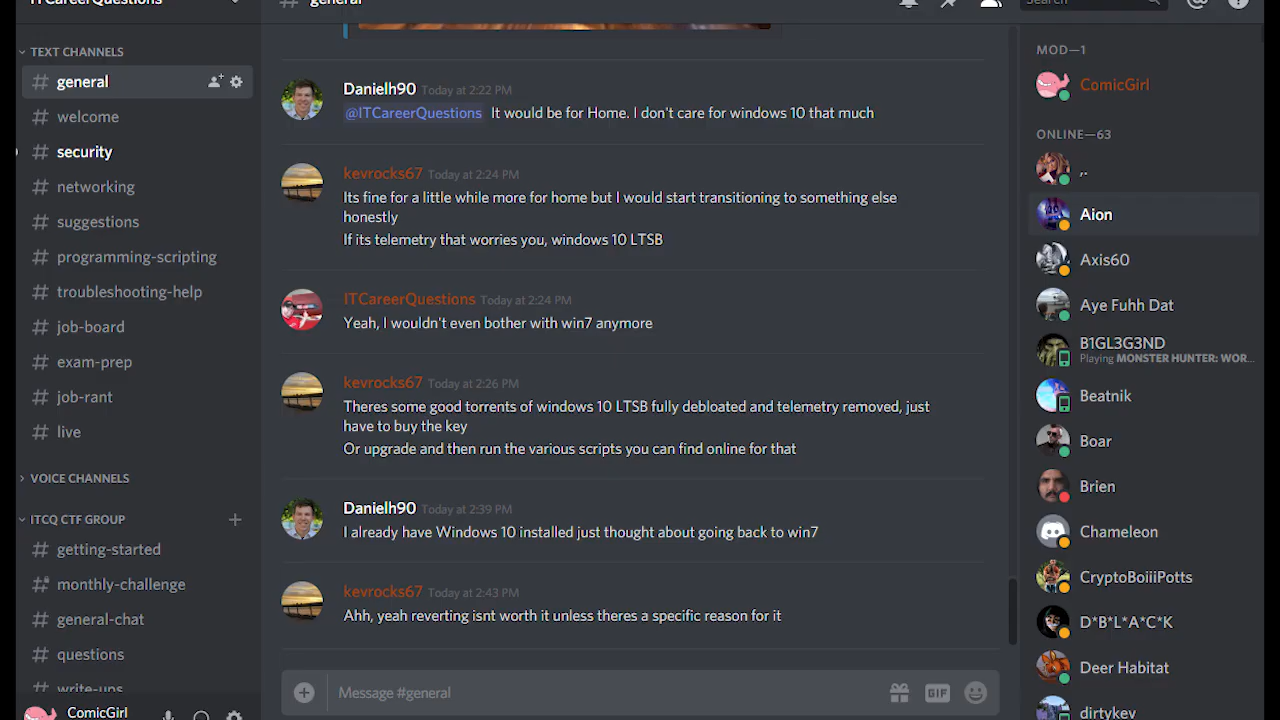 ITCareerQuestions
TEXT CHANNELS
general
welcome
security
networking
suggestions
programming-scripting
troubleshooting-help
job-board
exam-prep
job-rant
live
VOICE CHANNELS
ITCQ CTF GROUP
getting-started
monthly-challenge
general-chat
questions
write-ups
ComicGirl
general
Danielh90 Today at 2:22 PM
@ITCareerQuestions It would be for Home. I don't care for windows 10 that much
kevrocks67 Today at 2:24 PM
Its fine for a little while more for home but I would start transitioning to something else
honestly
If its telemetry that worries you, windows 10 LTSB
ITCareerQuestions Today at 2:24 PM
Yeah, I wouldn't even bother with win7 anymore
kevrocks67 Today at 2:26 PM
Theres some good torrents of windows 10 LTSB fully debloated and telemetry removed, just
have to buy the key
Or upgrade and then run the various scripts you can find online for that
Danielh90 Today at 2:39 PM
I already have Windows 10 installed just thought about going back to win7
kevrocks67 Today at 2:43 PM
Ahh, yeah reverting isnt worth it unless theres a specific reason for it
Message #general
GIF
Search
MOD—1
ComicGirl
ONLINE—63
Aion
Axis60
Aye Fuhh Dat
B1GL3G3ND
Playing MONSTER HUNTER: WOR...
Beatnik
Boar
Brien
Chameleon
CryptoBoiiiPotts
D*B*L*A*C*K
Deer Habitat
dirtykev